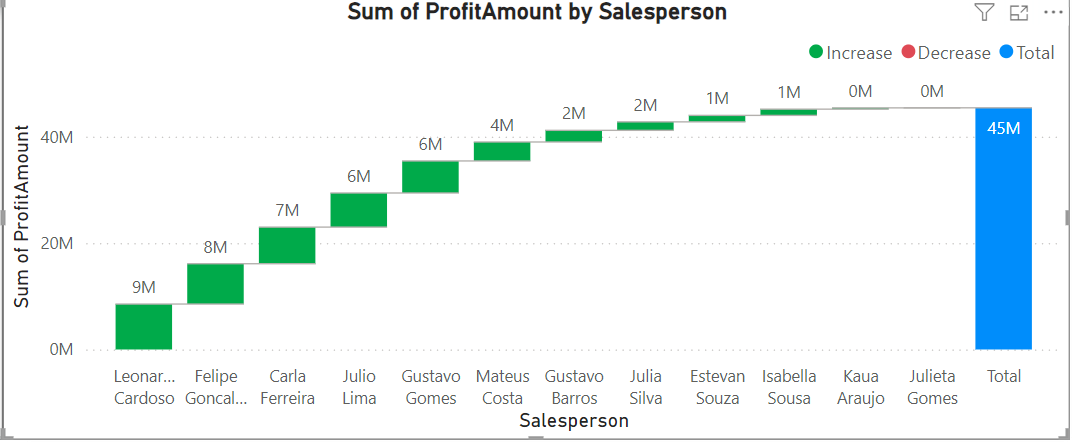 Sum of ProfitAmount by Salesperson
Increase Decrease Total
Sum of ProfitAmount
40M
20M
0M
9M
8M
7M
6M
6M
4M
2M
2M
1M
1M
0M
0M
45M
Leonar... Felipe Carla Julio Gustavo Mateus Gustavo Julia Estevan Isabella Kaua Julieta Total
Cardoso Goncal... Ferreira Lima Gomes Costa Barros Silva Souza Sousa Araujo Gomes
Salesperson